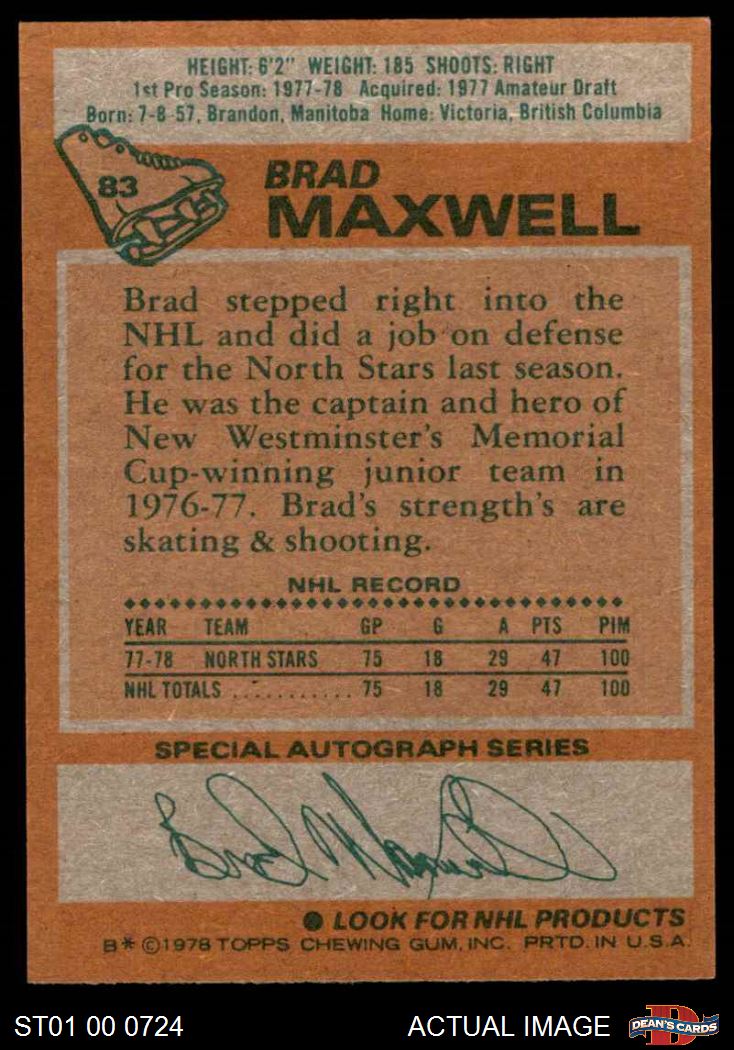 HEIGHT: 6'2" WEIGHT: 185 SHOOTS: RIGHT
1st Pro Season: 1977-78 Acquired: 1977 Amateur Draft
Born: 7-8-57, Brandon, Manitoba Home: Victoria, British Columbia
83
BRAD
MAXWELL
Brad stepped right into the
NHL and did a job on defense
for the North Stars last season.
He was the captain and hero of
New Westminster's Memorial
Cup-winning junior team in
1976-77. Brad's strength's are
skating & shooting.
NHL RECORD
YEAR TEAM GP G A PTS PIM
77-78 NORTH STARS 75 18 29 47 100
NHL TOTALS ........... 75 18 29 47 100
SPECIAL AUTOGRAPH SERIES
Brad Maxwell
● LOOK FOR NHL PRODUCTS
B* ©1978 TOPPS CHEWING GUM, INC. PRTD. IN U.S.A.
ST01 00 0724 ACTUAL IMAGE D DEAN'S CARDS